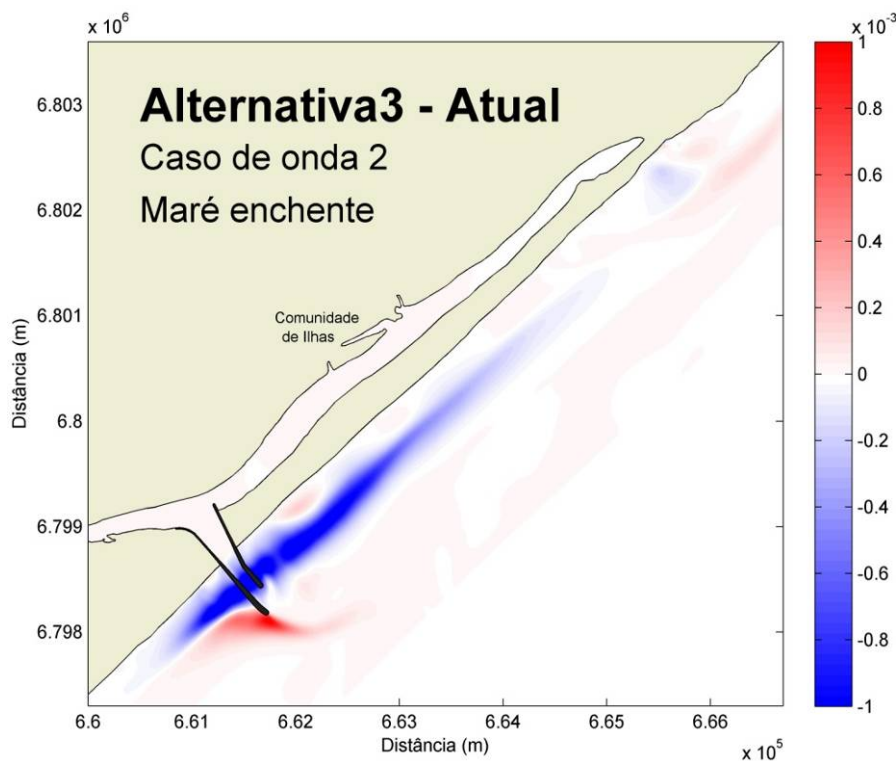 x 10^6
x 10^-3
Alternativa3 - Atual
Caso de onda 2
Maré enchente
Comunidade
de Ilhas
Distância (m)
6.803
6.802
6.801
6.8
6.799
6.798
6.6
6.61
6.62
6.63
6.64
6.65
6.66
Distância (m)
x 10^5
1
0.8
0.6
0.4
0.2
0
-0.2
-0.4
-0.6
-0.8
-1